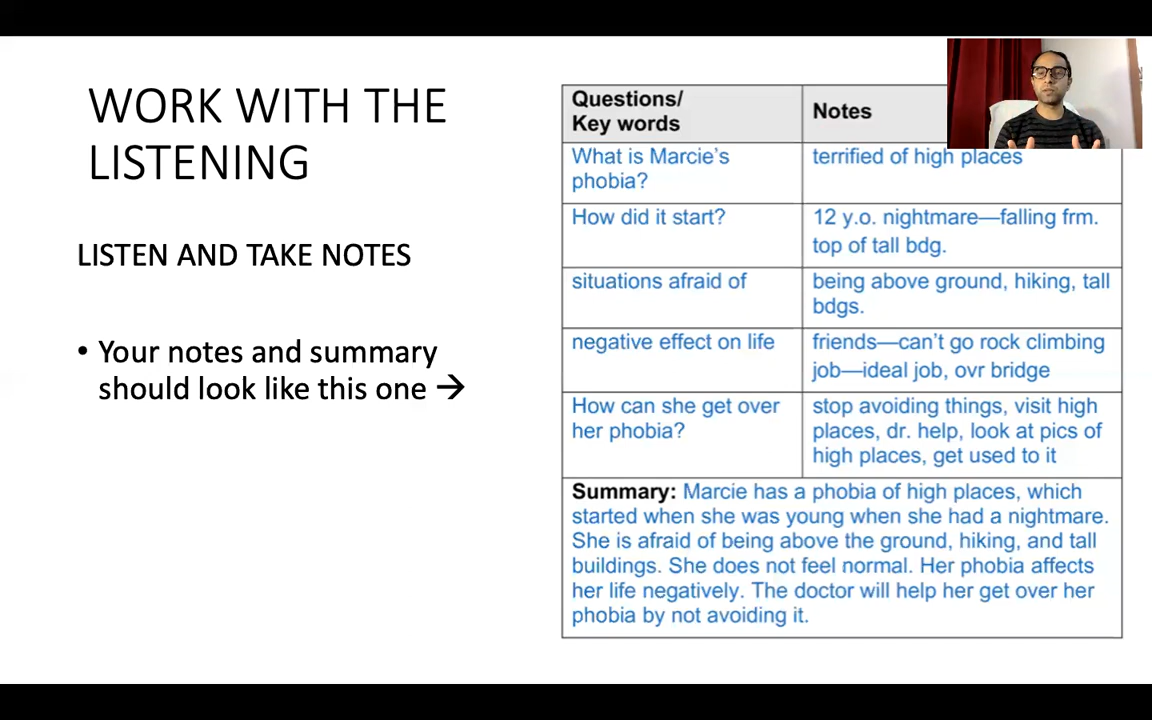 WORK WITH THE
LISTENING
LISTEN AND TAKE NOTES
• Your notes and summary
should look like this one →
Questions/
Key words
Notes
What is Marcie's
phobia?
terrified of high places
How did it start?
12 y.o. nightmare—falling frm.
top of tall bdg.
situations afraid of
being above ground, hiking, tall
bdgs.
negative effect on life
friends—can't go rock climbing
job—ideal job, ovr bridge
How can she get over
her phobia?
stop avoiding things, visit high
places, dr. help, look at pics of
high places, get used to it
Summary: Marcie has a phobia of high places, which
started when she was young when she had a nightmare.
She is afraid of being above the ground, hiking, and tall
buildings. She does not feel normal. Her phobia affects
her life negatively. The doctor will help her get over her
phobia by not avoiding it.